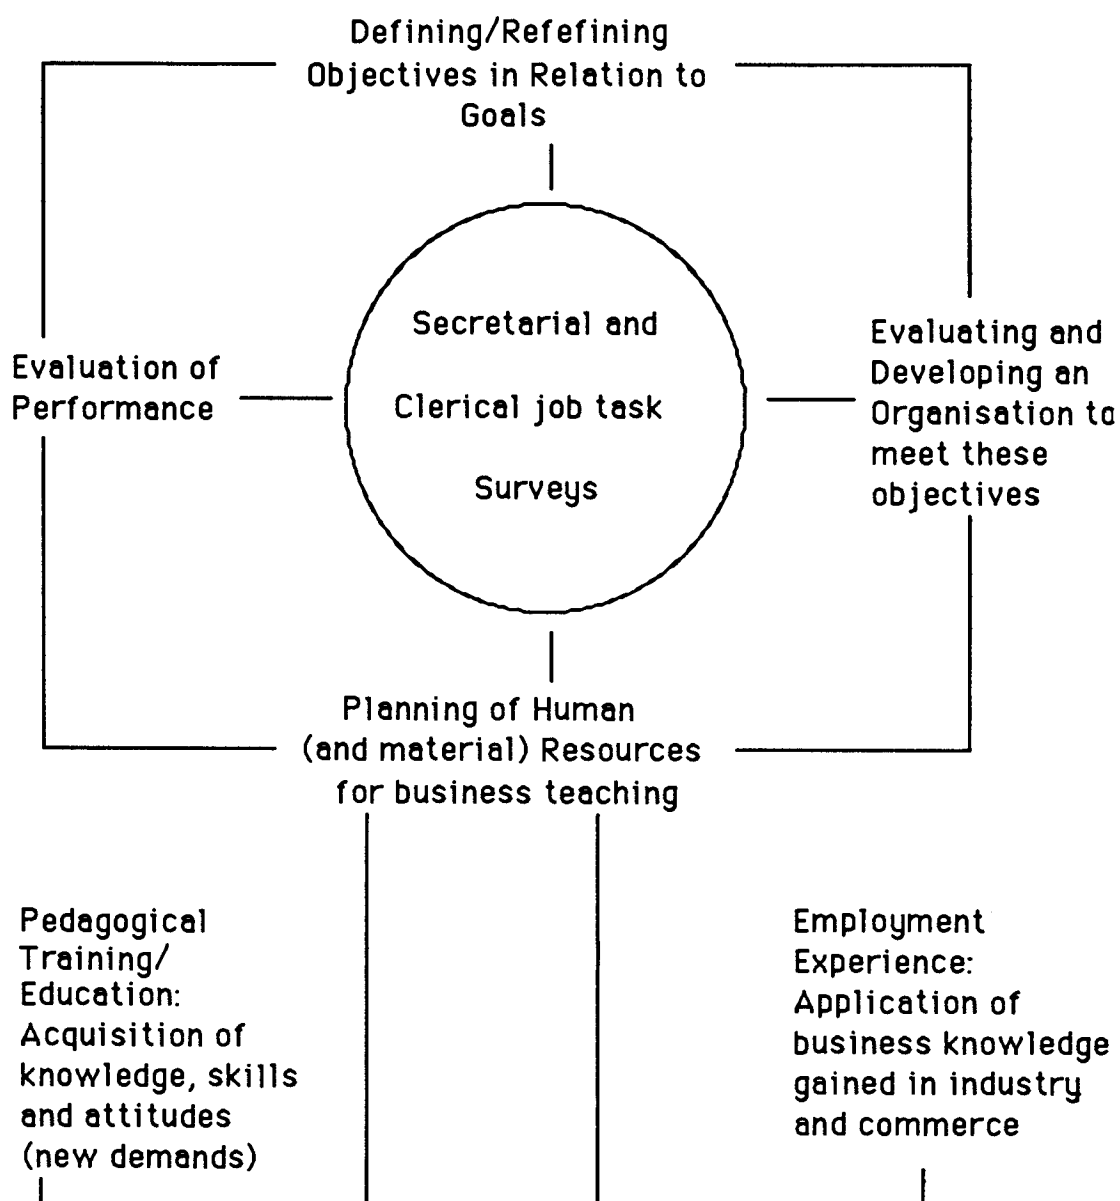 Defining/Refefining
Objectives in Relation to
Goals
Secretarial and
Clerical job task
Surveys
Evaluation of
Performance
Evaluating and
Developing an
Organisation to
meet these
objectives
Planning of Human
(and material) Resources
for business teaching
Pedagogical
Training/
Education:
Acquisition of
knowledge, skills
and attitudes
(new demands)
Employment
Experience:
Application of
business knowledge
gained in industry
and commerce